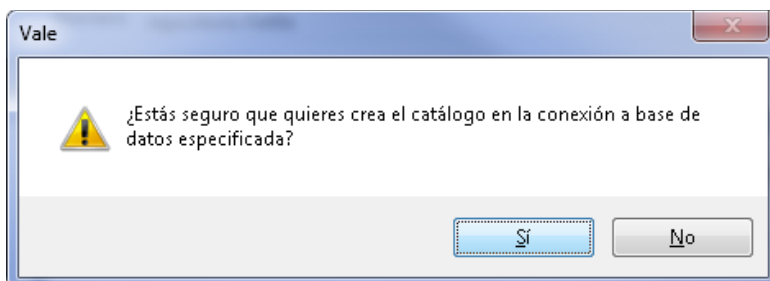 Vale
¿Estás seguro que quieres crea el catálogo en la conexión a base de
datos especificada?
Sí
No